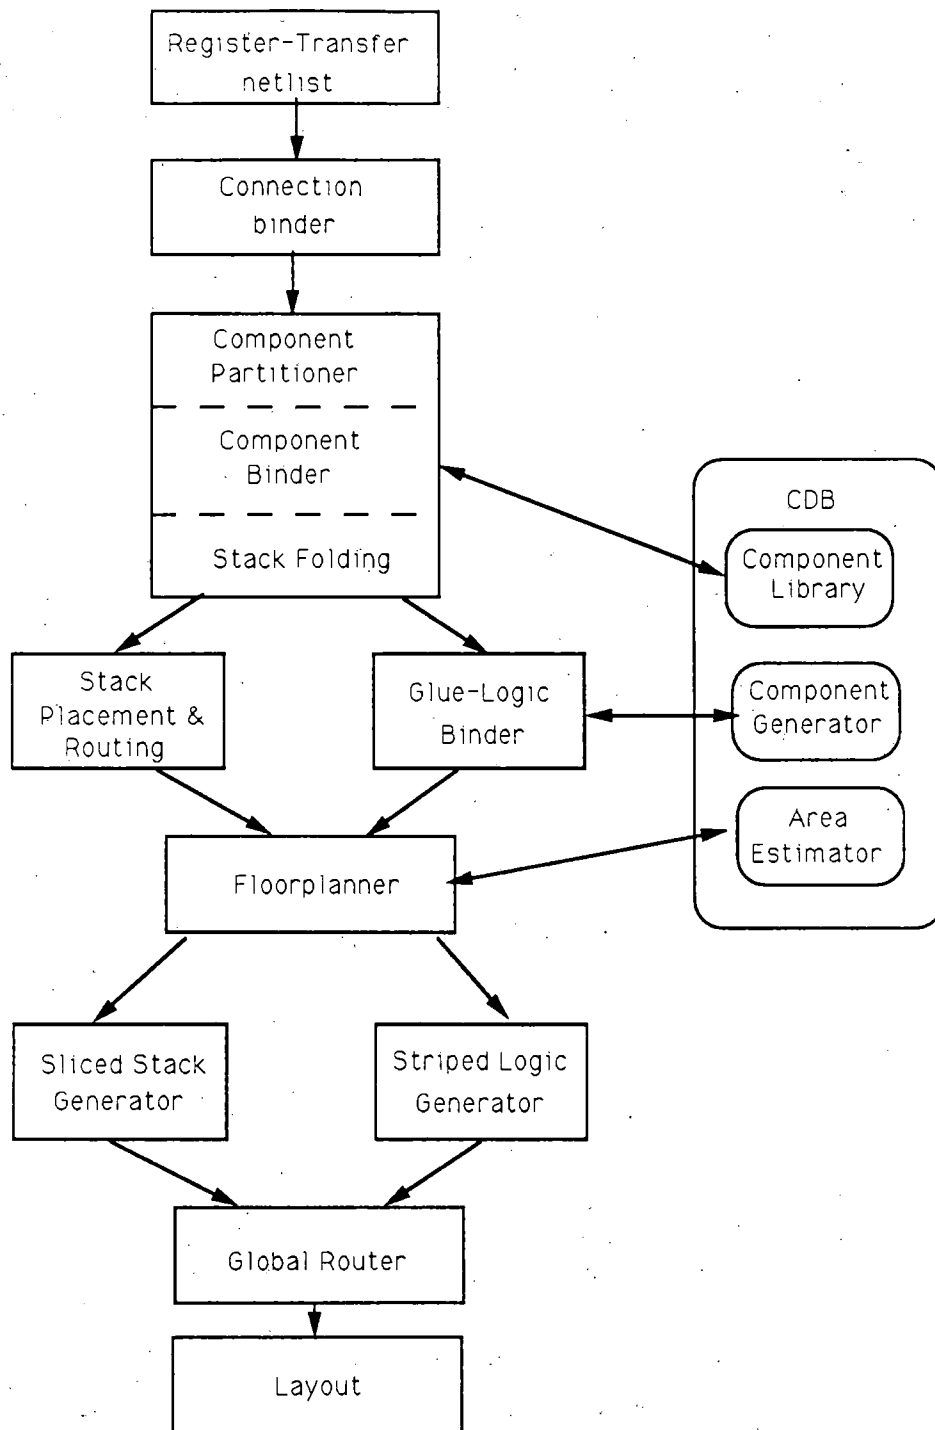 Register-Transfer
netlist
Connection
binder
Component
Partitioner
Component
Binder
Stack Folding
CDB
Component
Library
Component
Generator
Area
Estimator
Stack
Placement &
Routing
Glue-Logic
Binder
Floorplanner
Sliced Stack
Generator
Striped Logic
Generator
Global Router
Layout